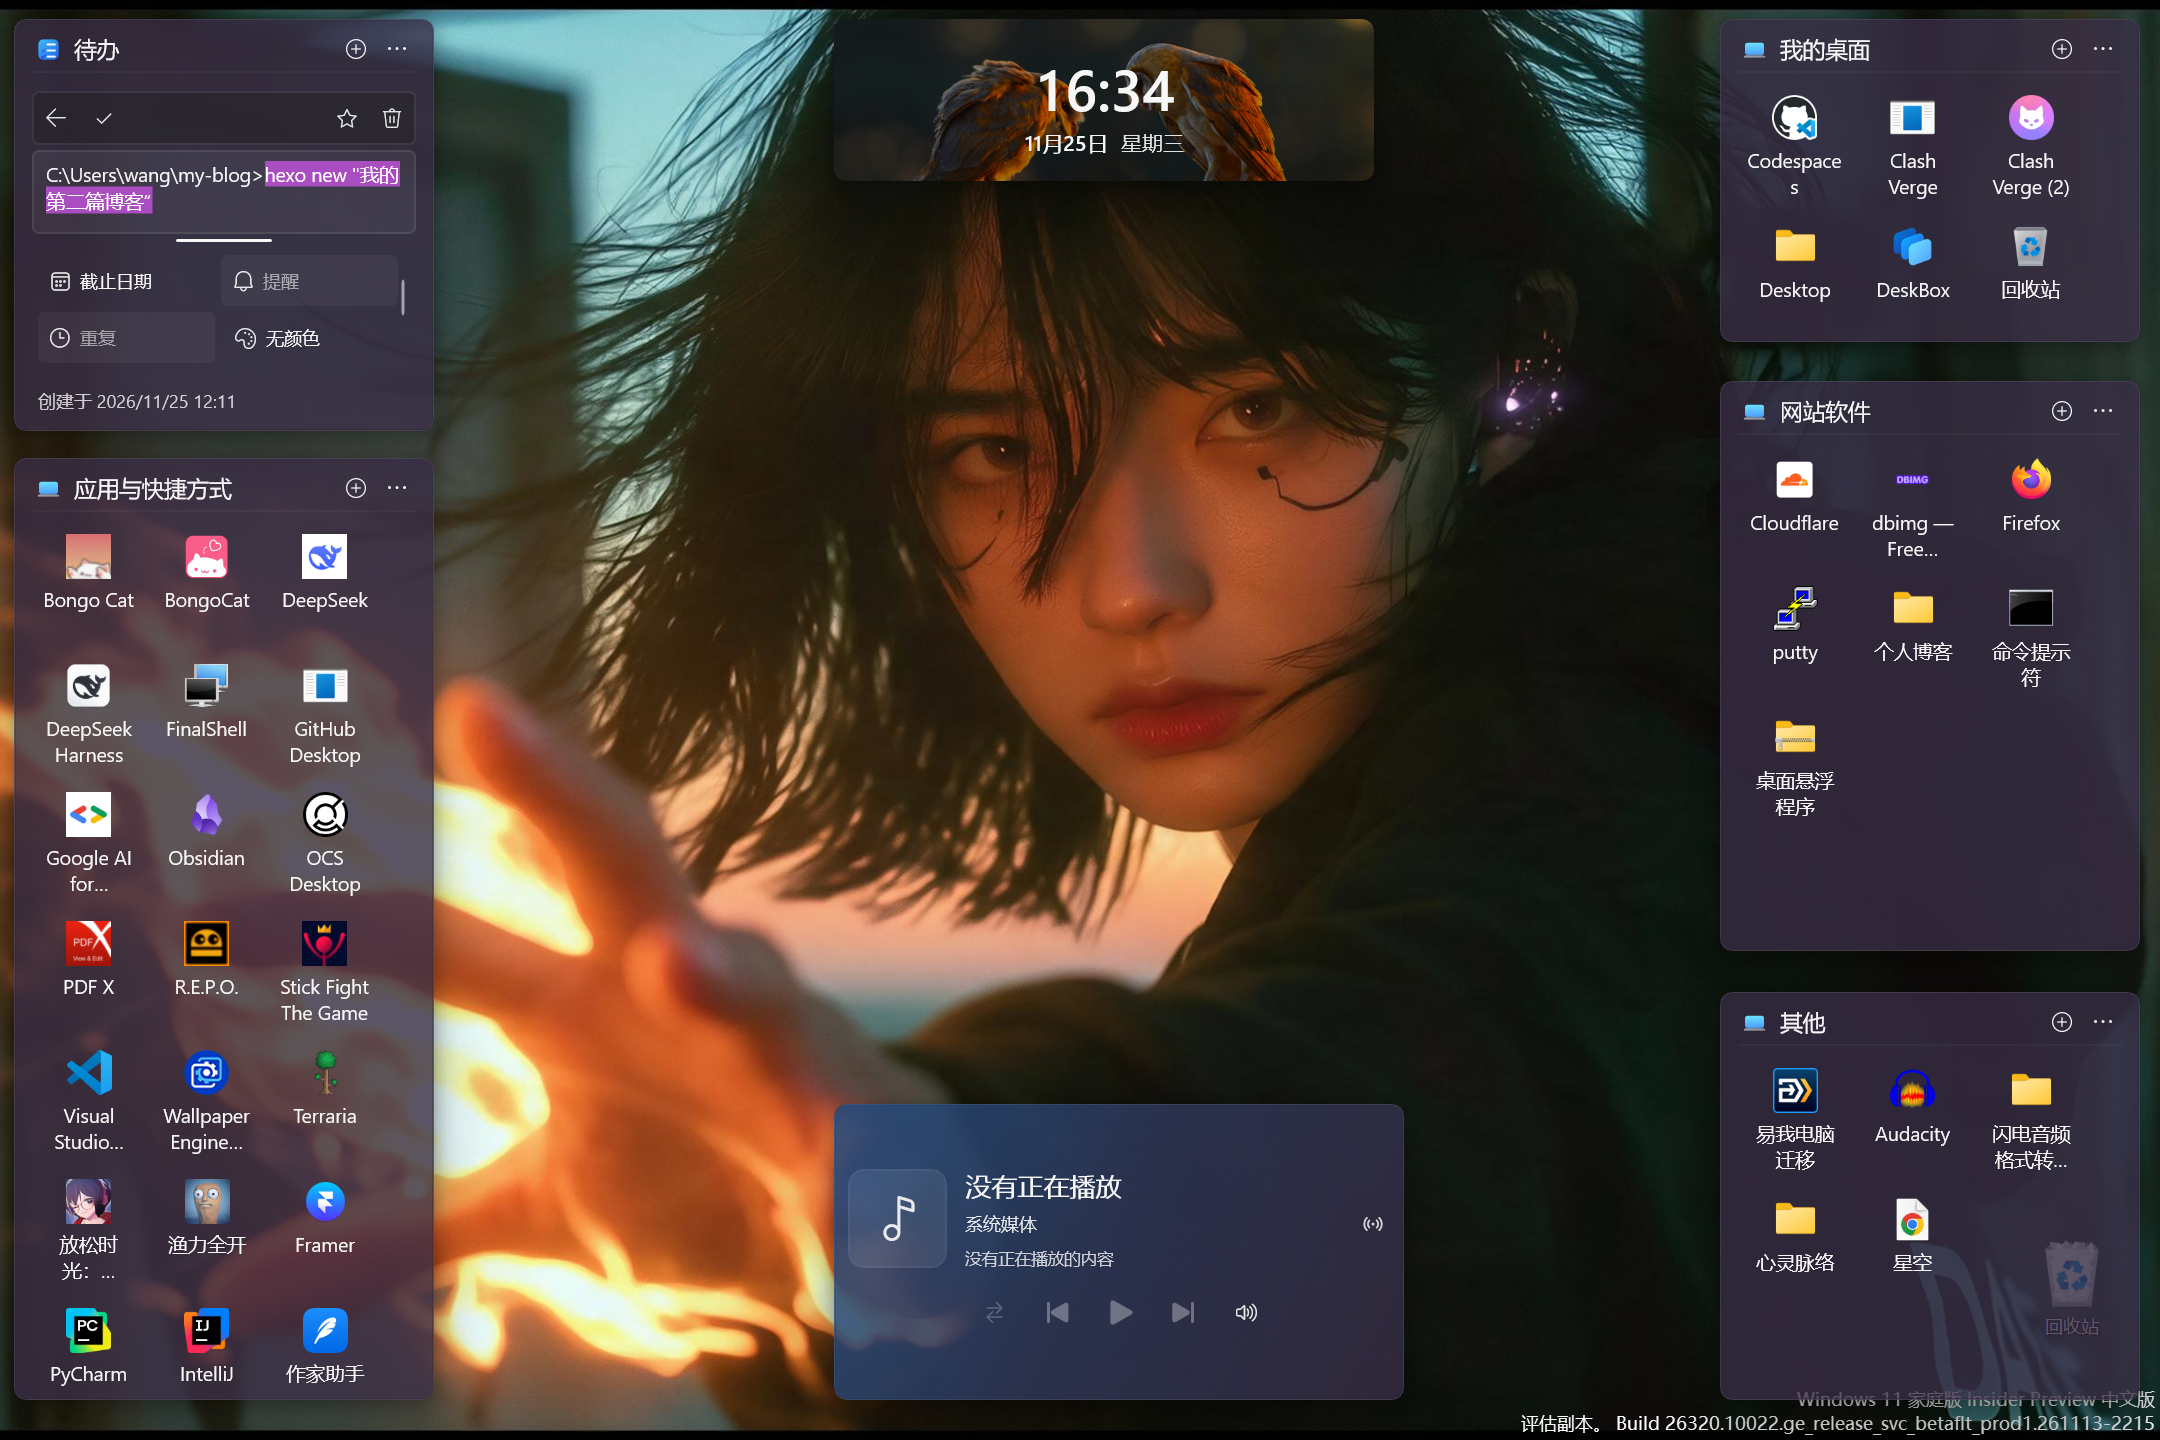 待办
C:\Users\wang\my-blog>hexo new "我的
第二篇博客"
截止日期
提醒
重复
无颜色
创建于 2026/11/25 12:11
应用与快捷方式
Bongo Cat
BongoCat
DeepSeek
DeepSeek
Harness
FinalShell
GitHub
Desktop
Google AI
for...
Obsidian
OCS
Desktop
PDF X
R.E.P.O.
Stick Fight
The Game
Visual
Studio...
Wallpaper
Engine...
Terraria
放松时
光：...
渔力全开
Framer
PyCharm
IntelliJ
作家助手
16:34
11月25日 星期三
没有正在播放
系统媒体
没有正在播放的内容
我的桌面
Codespace
s
Clash
Verge
Clash
Verge (2)
Desktop
DeskBox
回收站
网站软件
Cloudflare
DBIMG
dbimg —
Free...
Firefox
putty
个人博客
命令提示
符
桌面悬浮
程序
其他
易我电脑
迁移
Audacity
闪电音频
格式转...
心灵脉络
星空
回收站
Windows 11 家庭版 Insider Preview 中文版
评估副本。 Build 26320.10022.ge_release_svc_betaflt_prod1.261113-2215